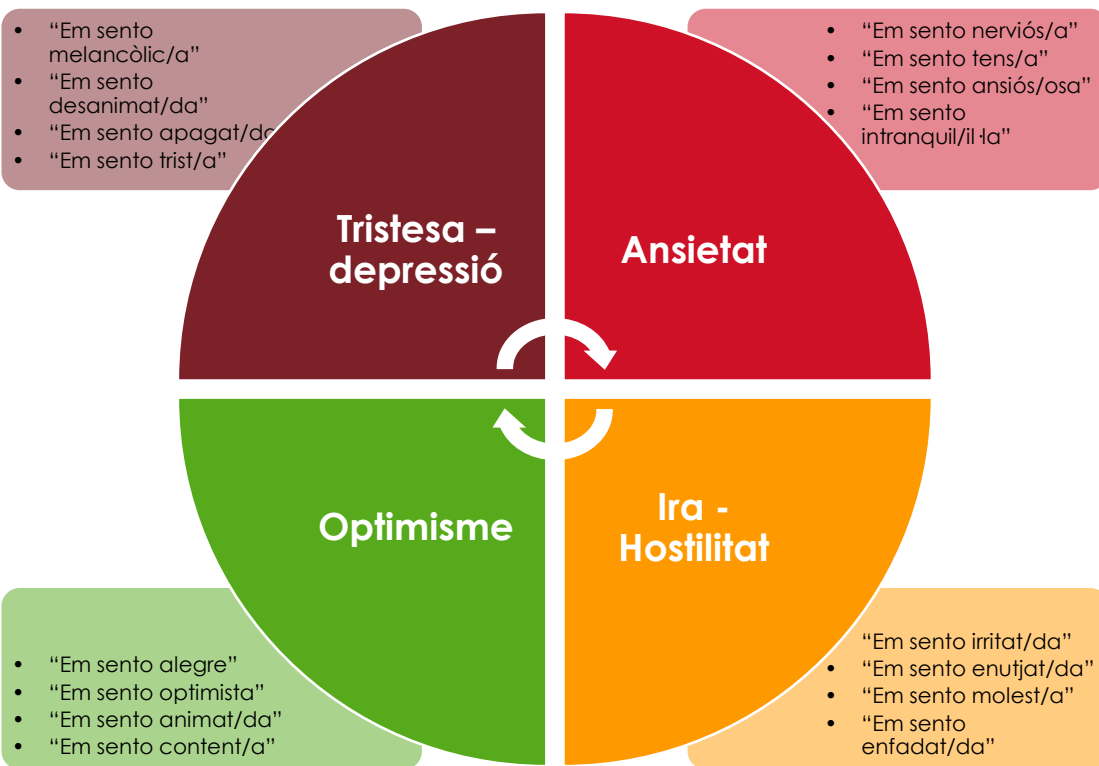 • “Em sento
melancòlic/a”
• “Em sento
desanimat/da”
• “Em sento apagat/da
• “Em sento trist/a”
• “Em sento nerviós/a”
• “Em sento tens/a”
• “Em sento ansiós/osa”
• “Em sento
intranquil/il·la”
Tristesa –
depressió
Ansietat
Optimisme
Ira -
Hostilitat
• “Em sento alegre”
• “Em sento optimista”
• “Em sento animat/da”
• “Em sento content/a”
“Em sento irritat/da”
• “Em sento enutjat/da”
• “Em sento molest/a”
• “Em sento
enfadat/da”